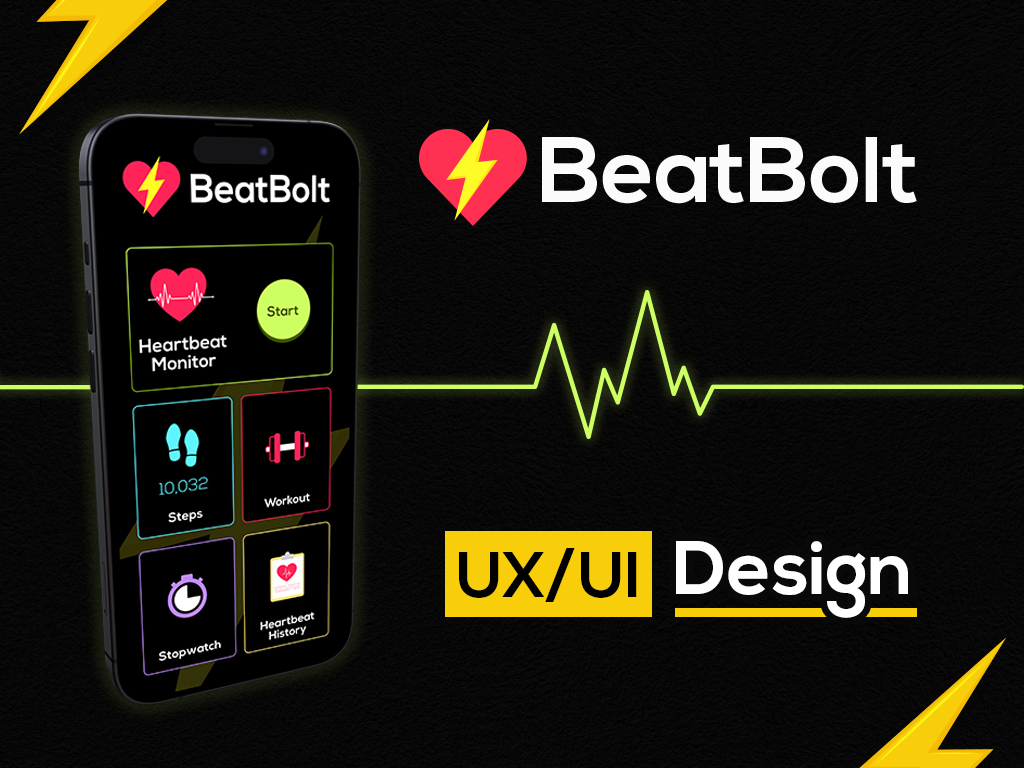 BeatBolt
Heartbeat
Monitor
Start
10,032
Steps
Workout
Stopwatch
Heartbeat
History
BeatBolt
UX/UI Design